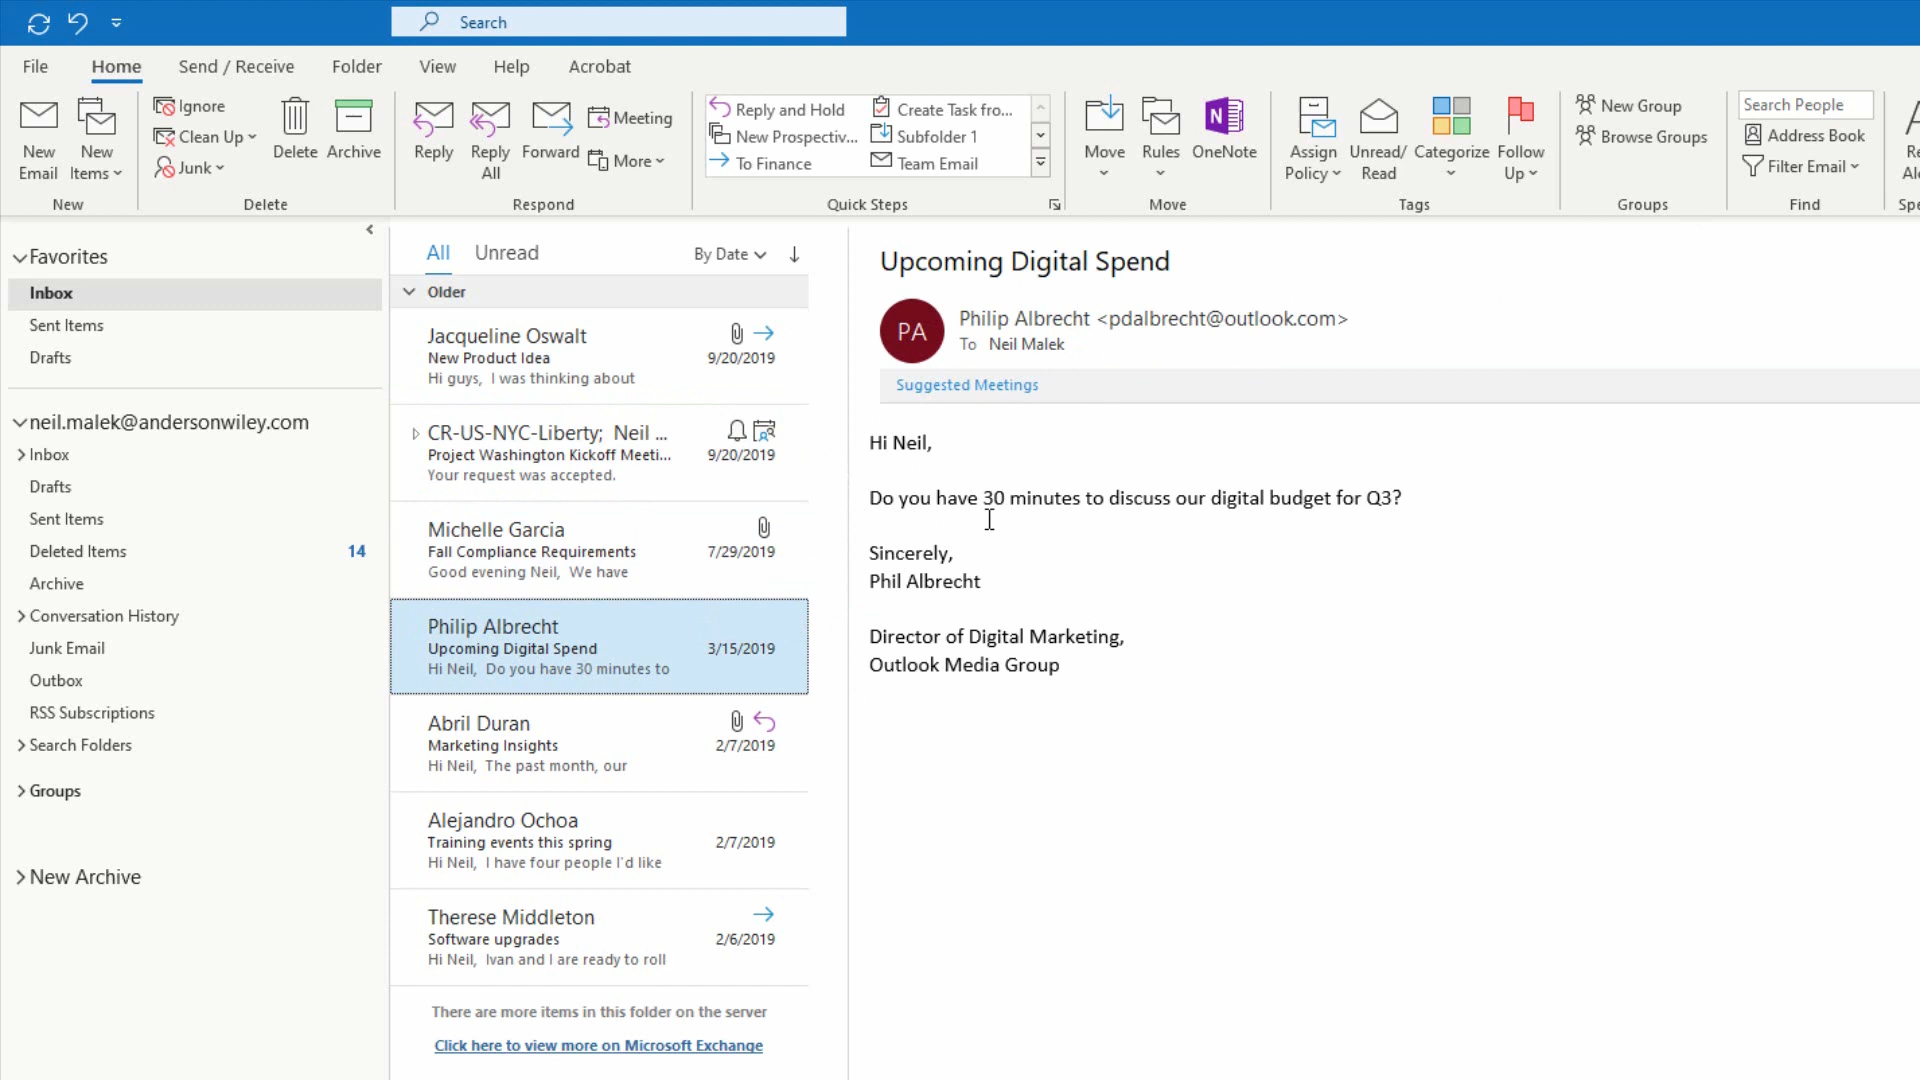 Search
File Home Send / Receive Folder View Help Acrobat
New Email
New Items
New
Ignore
Clean Up
Junk
Delete
Archive
Delete
Reply
Reply All
Forward
Meeting
More
Respond
Reply and Hold
New Prospectiv...
To Finance
Create Task fro...
Subfolder 1
Team Email
Quick Steps
Move
Rules
OneNote
Move
Assign Policy
Unread/ Read
Categorize
Follow Up
Tags
New Group
Browse Groups
Groups
Search People
Address Book
Filter Email
Find
Favorites
Inbox
Sent Items
Drafts
neil.malek@andersonwiley.com
Inbox
Drafts
Sent Items
Deleted Items 14
Archive
Conversation History
Junk Email
Outbox
RSS Subscriptions
Search Folders
Groups
New Archive
All Unread By Date
Older
Jacqueline Oswalt
New Product Idea 9/20/2019
Hi guys, I was thinking about
CR-US-NYC-Liberty; Neil ...
Project Washington Kickoff Meeti... 9/20/2019
Your request was accepted.
Michelle Garcia
Fall Compliance Requirements 7/29/2019
Good evening Neil, We have
Philip Albrecht
Upcoming Digital Spend 3/15/2019
Hi Neil, Do you have 30 minutes to
Abril Duran
Marketing Insights 2/7/2019
Hi Neil, The past month, our
Alejandro Ochoa
Training events this spring 2/7/2019
Hi Neil, I have four people I'd like
Therese Middleton
Software upgrades 2/6/2019
Hi Neil, Ivan and I are ready to roll
There are more items in this folder on the server
Click here to view more on Microsoft Exchange
Upcoming Digital Spend
PA
Philip Albrecht <pdalbrecht@outlook.com>
To Neil Malek
Suggested Meetings
Hi Neil,
Do you have 30 minutes to discuss our digital budget for Q3?
Sincerely,
Phil Albrecht
Director of Digital Marketing,
Outlook Media Group